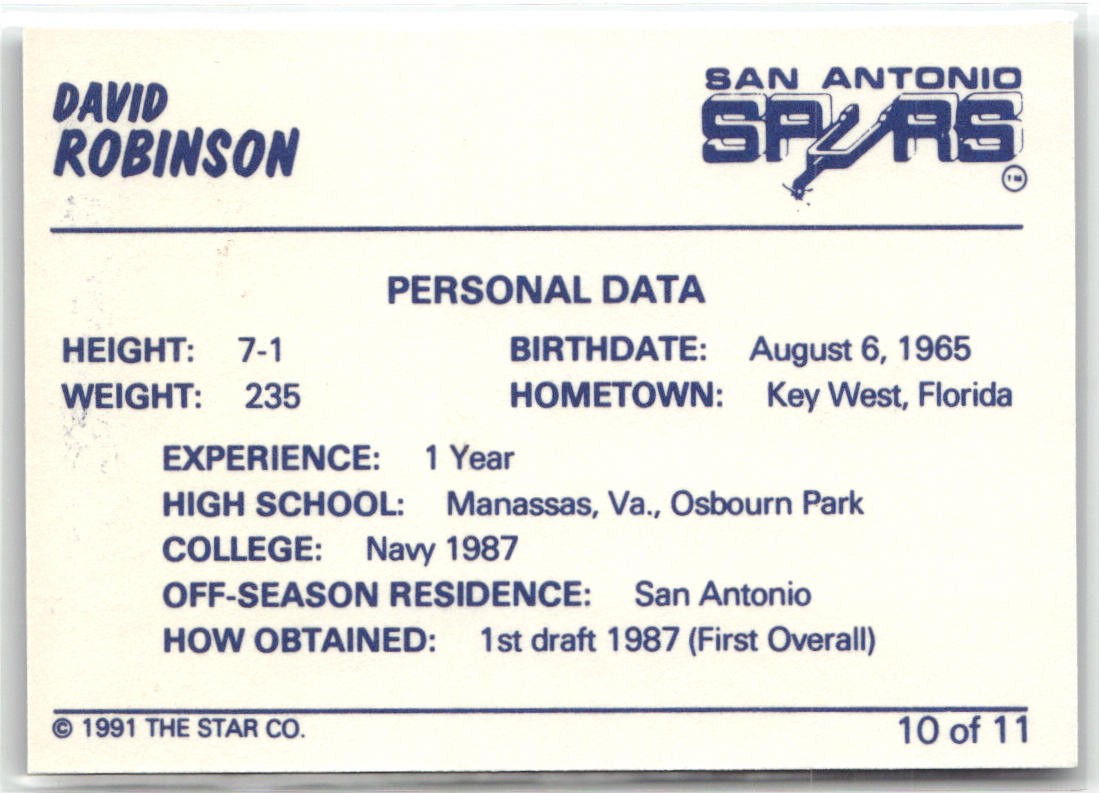 DAVID
ROBINSON
SAN ANTONIO
SPURS
TM
PERSONAL DATA
HEIGHT: 7-1
BIRTHDATE: August 6, 1965
WEIGHT: 235
HOMETOWN: Key West, Florida
EXPERIENCE: 1 Year
HIGH SCHOOL: Manassas, Va., Osbourn Park
COLLEGE: Navy 1987
OFF-SEASON RESIDENCE: San Antonio
HOW OBTAINED: 1st draft 1987 (First Overall)
© 1991 THE STAR CO.
10 of 11